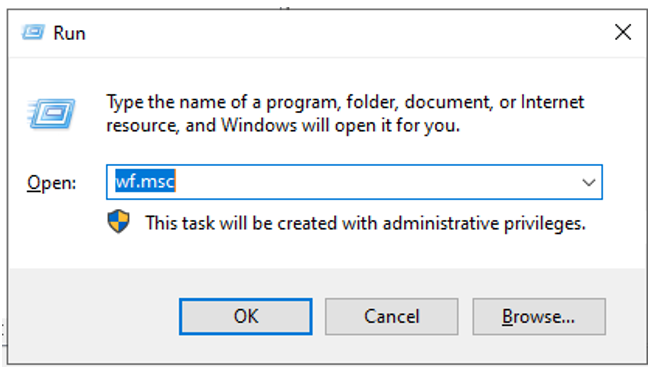 Run
Type the name of a program, folder, document, or Internet
resource, and Windows will open it for you.
Open: wf.msc
This task will be created with administrative privileges.
OK Cancel Browse...